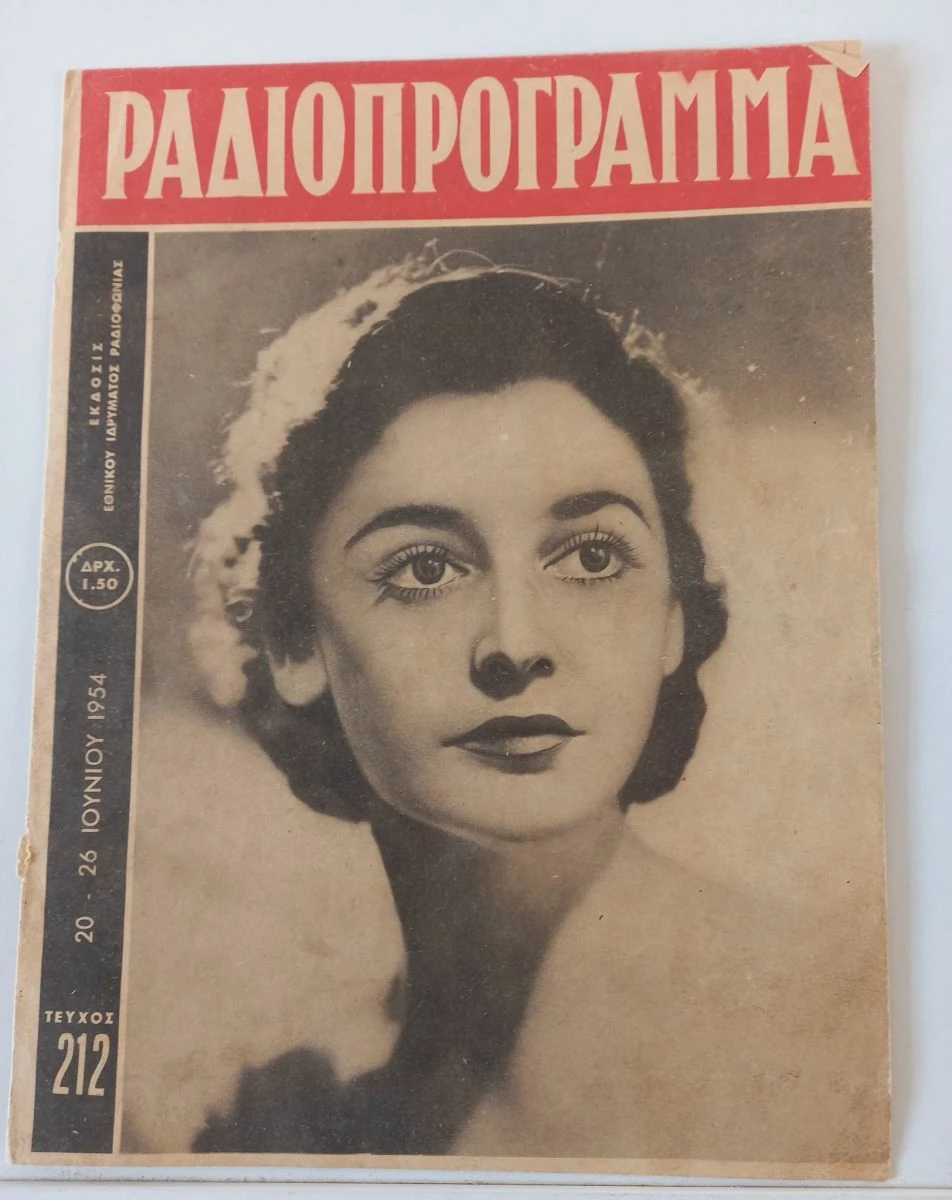 ΡΑΔΙΟΠΡΟΓΡΑΜΜΑ
ΕΚΔΟΣΙΣ
ΕΘΝΙΚΟΥ ΙΔΡΥΜΑΤΟΣ ΡΑΔΙΟΦΩΝΙΑΣ
ΔΡΧ.
1.50
20 - 26 ΙΟΥΝΙΟΥ 1954
ΤΕΥΧΟΣ
212